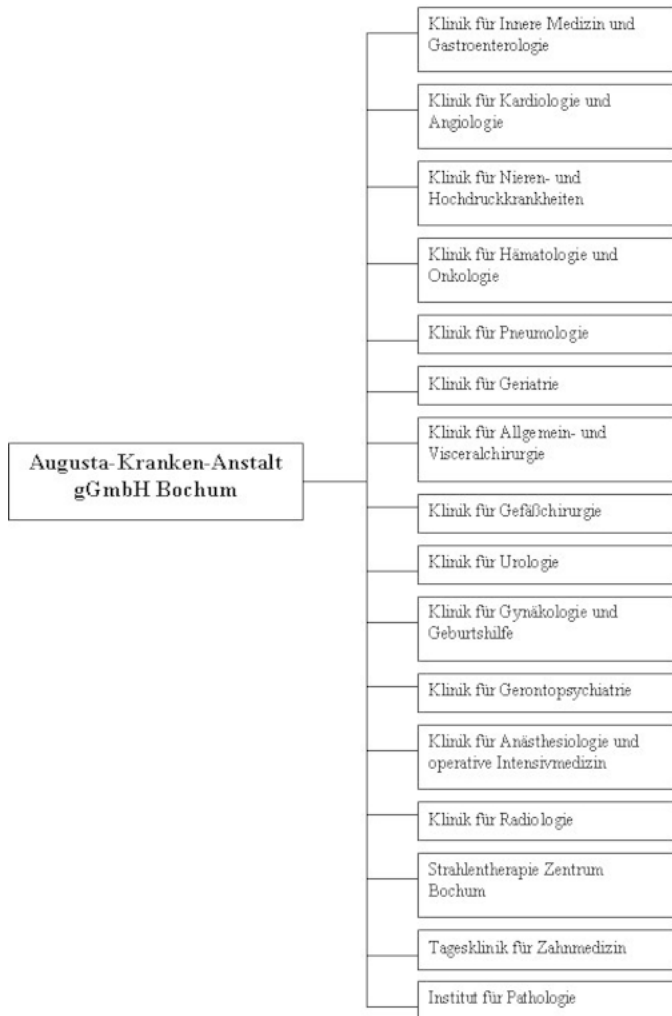 Klinik für Innere Medizin und
Gastroenterologie
Klinik für Kardiologie und
Angiologie
Klinik für Nieren- und
Hochdruckkrankheiten
Klinik für Hämatologie und
Onkologie
Klinik für Pneumologie
Klinik für Geriatrie
Augusta-Kranken-Anstalt
gGmbH Bochum
Klinik für Allgemein- und
Visceralchirurgie
Klinik für Gefäßchirurgie
Klinik für Urologie
Klinik für Gynäkologie und
Geburtshilfe
Klinik für Gerontopsychiatrie
Klinik für Anästhesiologie und
operative Intensivmedizin
Klinik für Radiologie
Strahlentherapie Zentrum
Bochum
Tagesklinik für Zahnmedizin
Institut für Pathologie